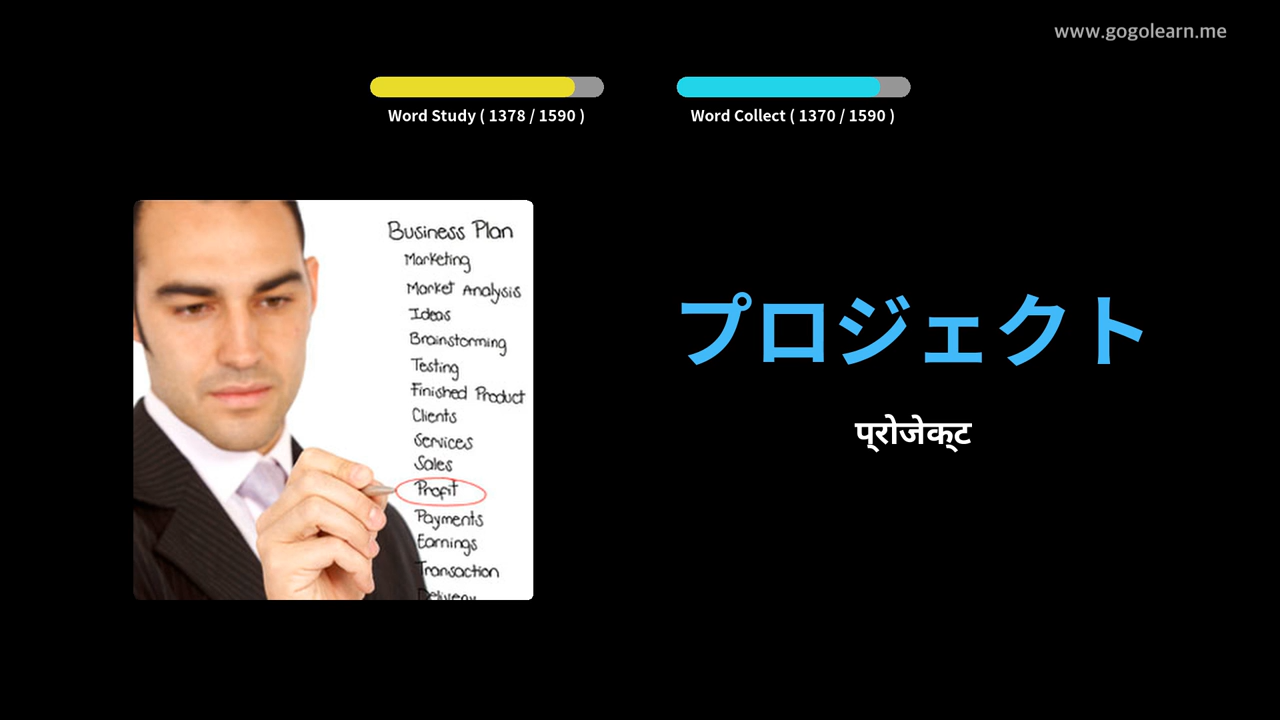 www.gogolearn.me
Word Study ( 1378 / 1590 )
Word Collect ( 1370 / 1590 )
Business Plan
Marketing
Market Analysis
Ideas
Brainstorming
Testing
Finished Product
Clients
Services
Sales
Profit
Payments
Earnings
Transaction
Delivery
プロジェクト
प्रोजेक्ट